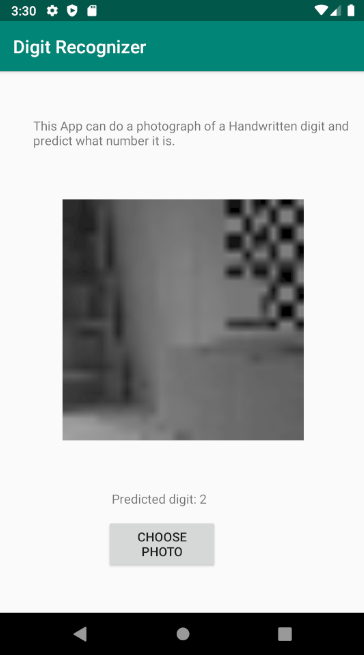 3:30
Digit Recognizer
This App can do a photograph of a Handwritten digit and
predict what number it is.
Predicted digit: 2
CHOOSE
PHOTO